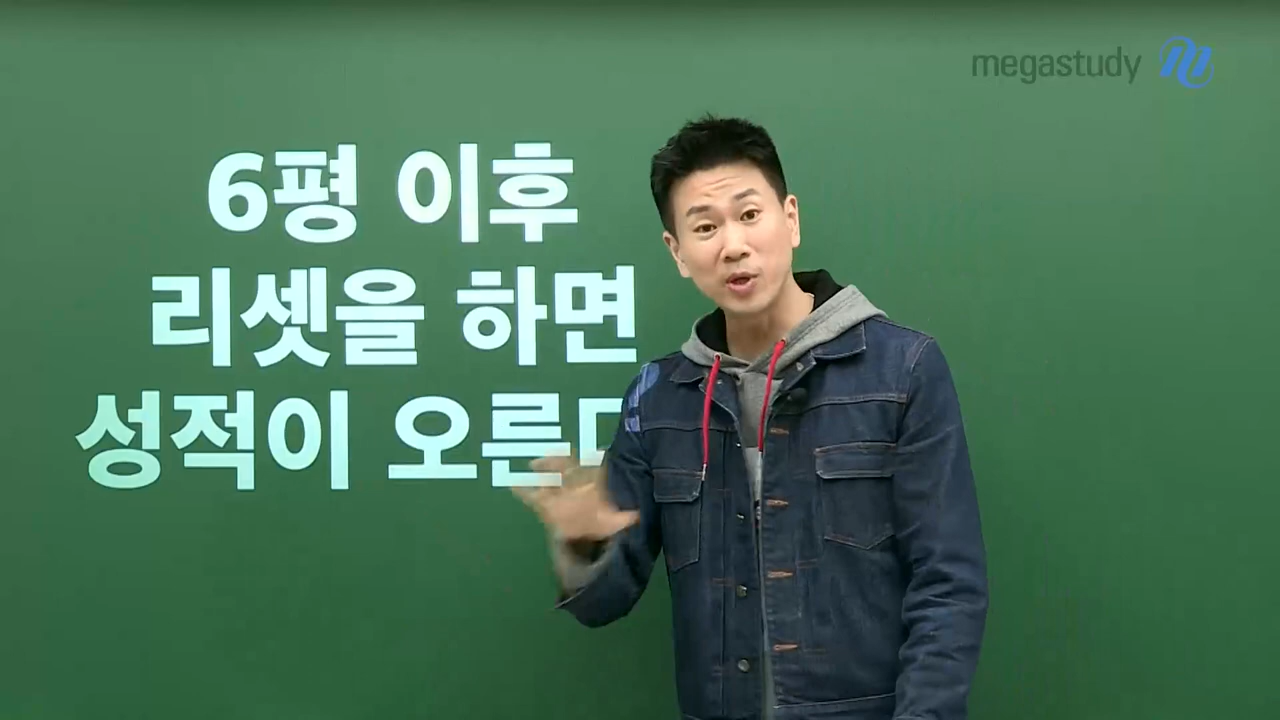 megastudy
6평 이후
리셋을 하면
성적이 오른